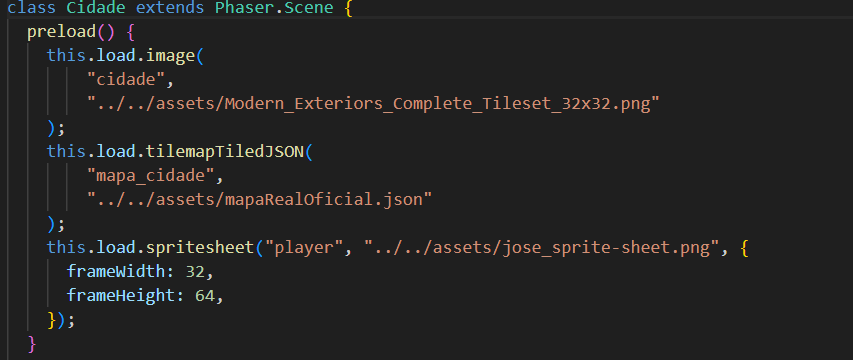 class Cidade extends Phaser.Scene {
  preload() {
    this.load.image(
        "cidade",
        "../../assets/Modern_Exteriors_Complete_Tileset_32x32.png"
    );
    this.load.tilemapTiledJSON(
        "mapa_cidade",
        "../../assets/mapaRealOficial.json"
    );
    this.load.spritesheet("player", "../../assets/jose_sprite-sheet.png", {
      frameWidth: 32,
      frameHeight: 64,
    });
  }